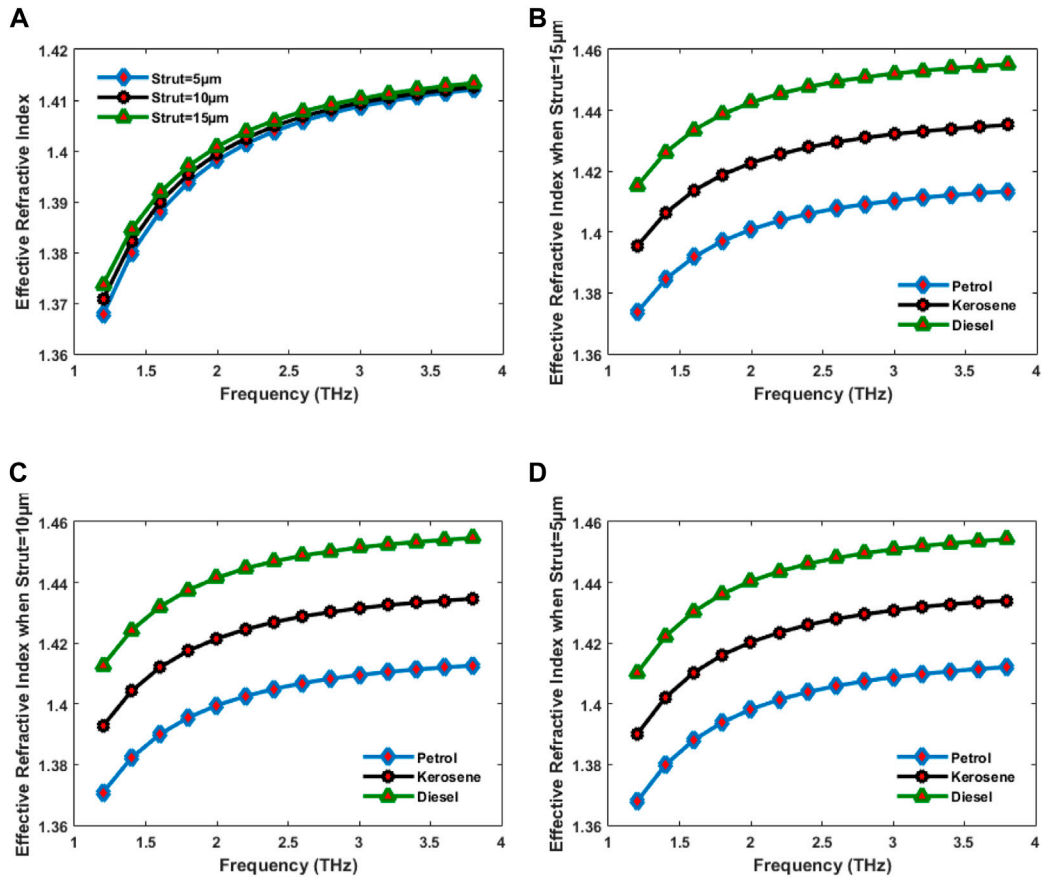 A
Effective Refractive Index
1.42
1.41
1.4
1.39
1.38
1.37
1.36
Strut=5µm
Strut=10µm
Strut=15µm
1
1.5
2
2.5
3
3.5
4
Frequency (THz)
B
Effective Refractive Index when Strut=15µm
1.46
1.44
1.42
1.4
1.38
1.36
Petrol
Kerosene
Diesel
1
1.5
2
2.5
3
3.5
4
Frequency (THz)
C
Effective Refractive Index when Strut=10µm
1.46
1.44
1.42
1.4
1.38
1.36
Petrol
Kerosene
Diesel
1
1.5
2
2.5
3
3.5
4
Frequency (THz)
D
Effective Refractive Index when Strut=5µm
1.46
1.44
1.42
1.4
1.38
1.36
Petrol
Kerosene
Diesel
1
1.5
2
2.5
3
3.5
4
Frequency (THz)